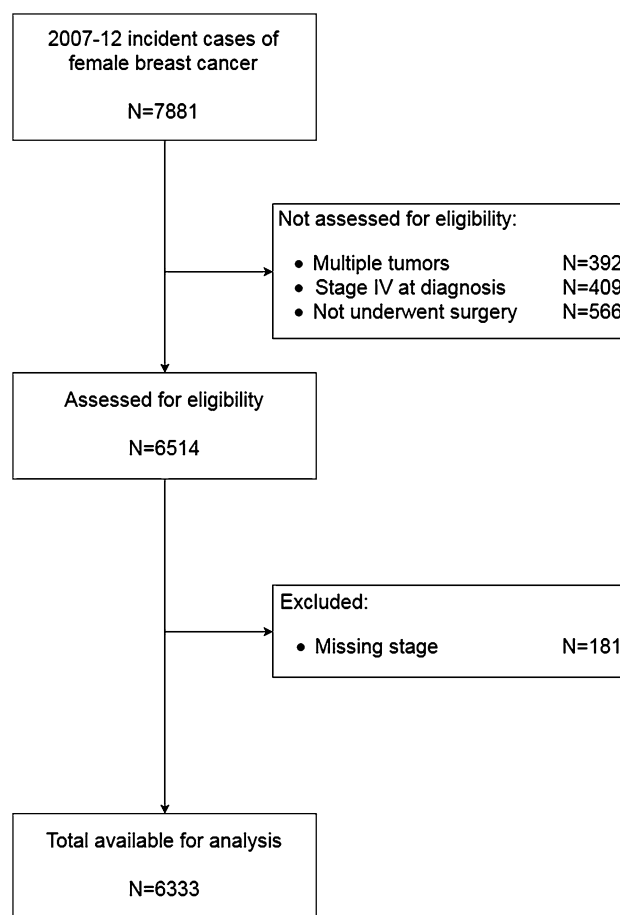 2007-12 incident cases of
female breast cancer
N=7881
Not assessed for eligibility:
• Multiple tumors N=392
• Stage IV at diagnosis N=409
• Not underwent surgery N=566
Assessed for eligibility
N=6514
Excluded:
• Missing stage N=181
Total available for analysis
N=6333